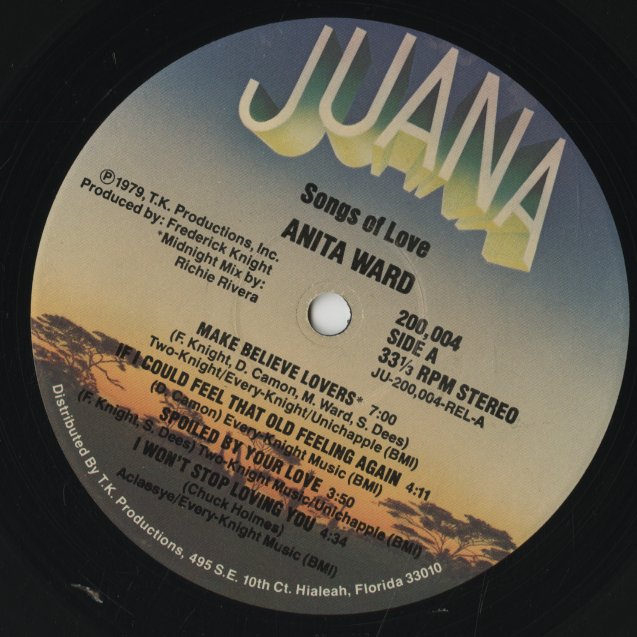 JUANA
Songs of Love
ANITA WARD
Ⓟ1979, T.K. Productions, Inc.
Produced by: Frederick Knight
*Midnight Mix by:
Richie Rivera
200,004
SIDE A
33⅓ RPM STEREO
JU-200,004-REL-A
MAKE BELIEVE LOVERS* 7:00
(F. Knight, D. Camon, M. Ward, S. Dees)
Two-Knight/Every-Knight/Unichapple (BMI)
IF I COULD FEEL THAT OLD FEELING AGAIN 4:11
(D. Camon) Every-Knight Music (BMI)
SPOILED BY YOUR LOVE 3:50
(F. Knight, S. Dees) Two-Knight Music/Unichapple (BMI)
I WON'T STOP LOVING YOU 4:34
(Chuck Holmes)
Aclassye/Every-Knight Music (BMI)
Distributed By T.K. Productions, 495 S.E. 10th Ct. Hialeah, Florida 33010